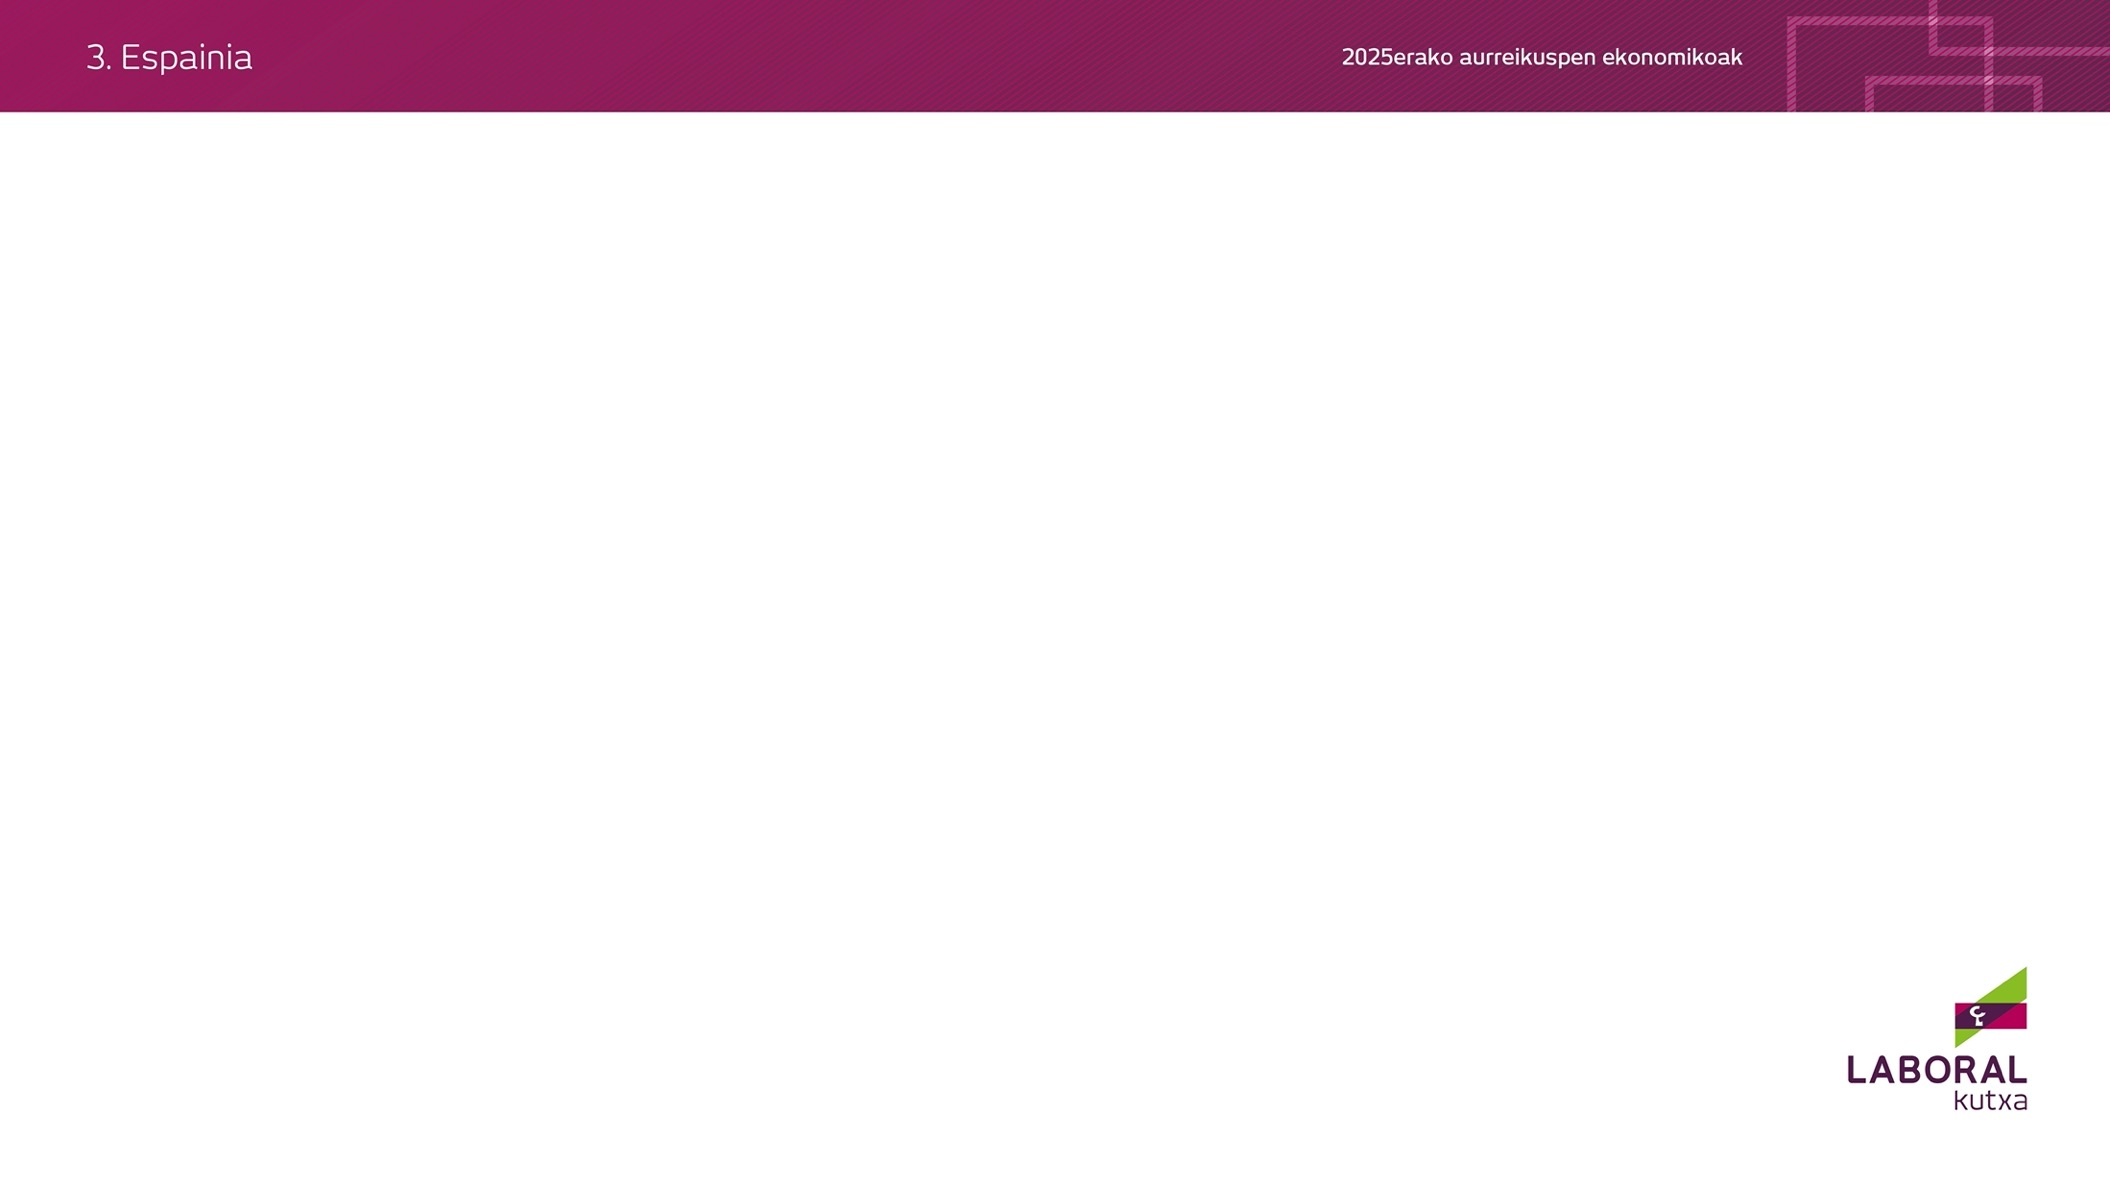 3. Espainia
2025erako aurreikuspen ekonomikoak
LABORAL
kutxa